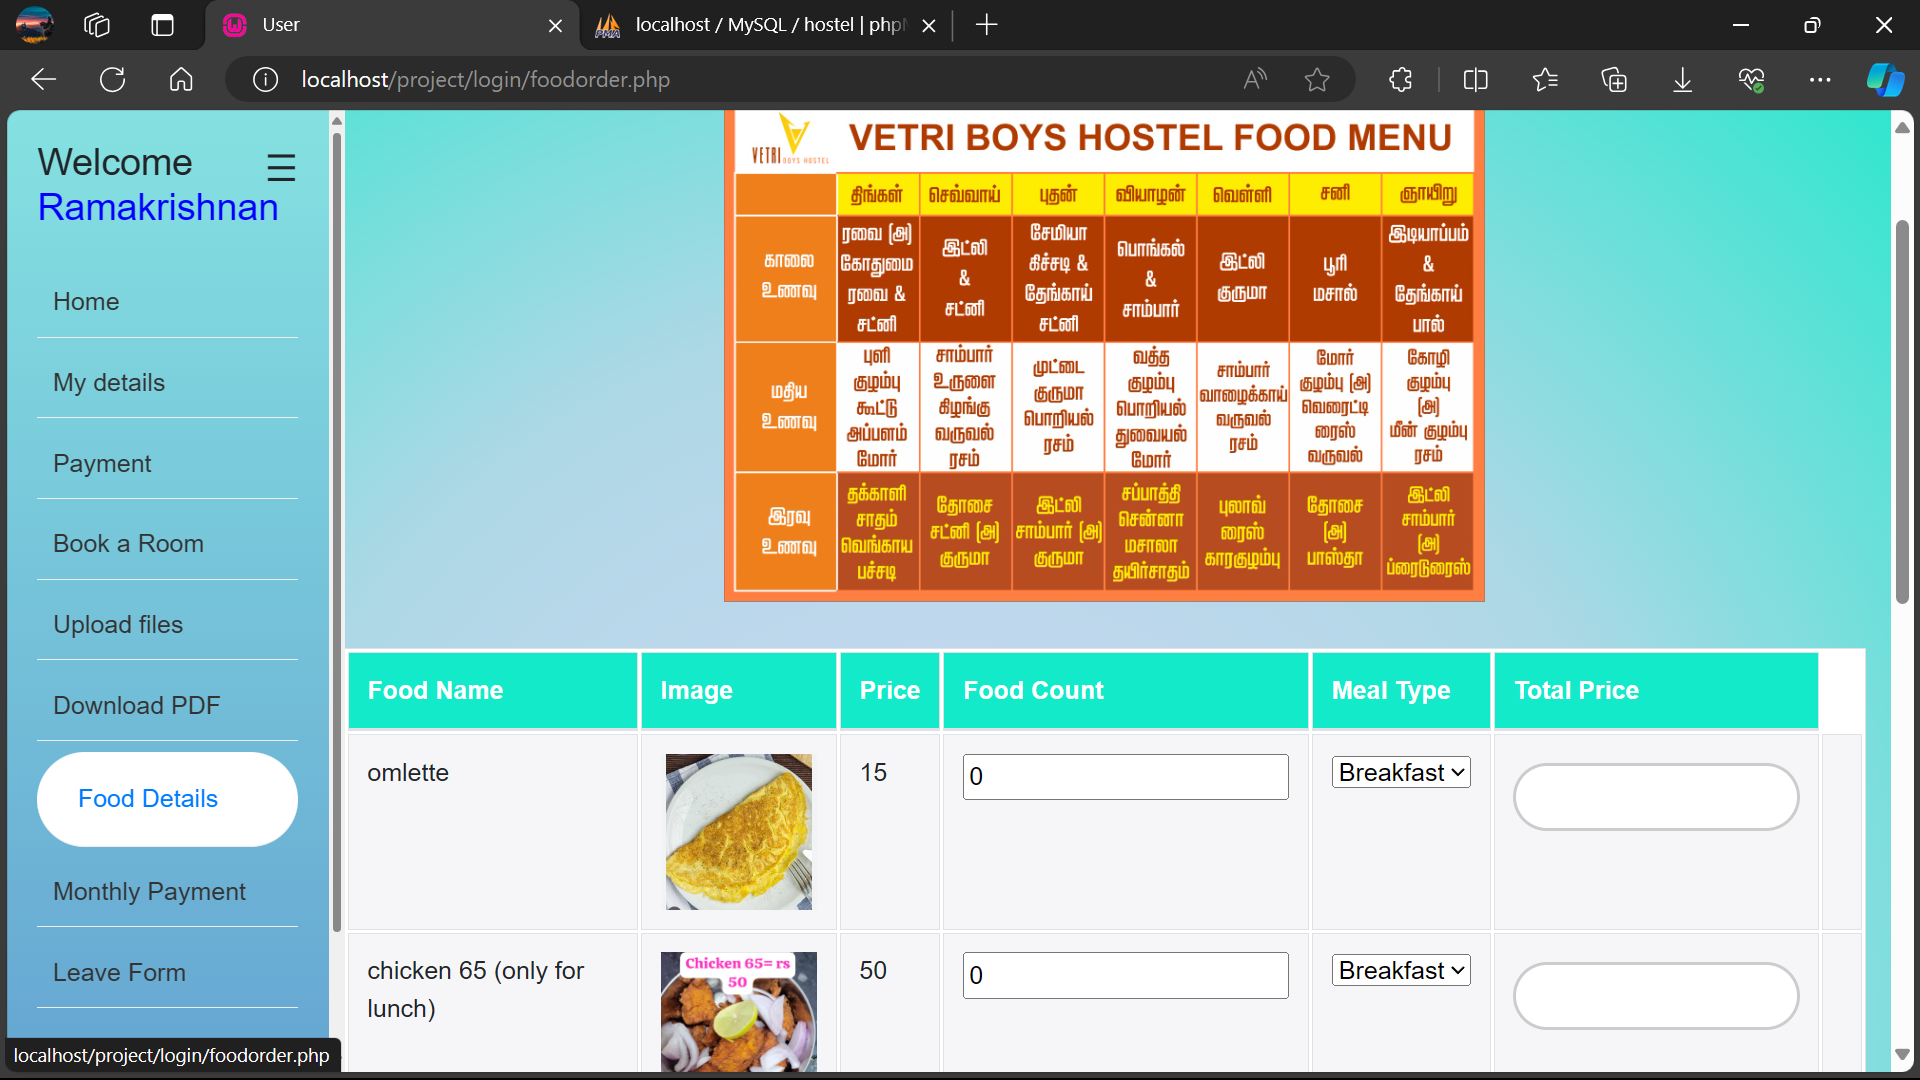 User
localhost / MySQL / hostel | phpM
localhost/project/login/foodorder.php
Welcome
Ramakrishnan
Home
My details
Payment
Book a Room
Upload files
Download PDF
Food Details
Monthly Payment
Leave Form
localhost/project/login/foodorder.php
VETRI BOYS HOSTEL
VETRI BOYS HOSTEL FOOD MENU
திங்கள் செவ்வாய் புதன் வியாழன் வெள்ளி சனி ஞாயிறு
காலை
உணவு
ரவை (அ)
கோதுமை
ரவை &
சட்னி
இட்லி
&
சட்னி
சேமியா
கிச்சடி &
தேங்காய்
சட்னி
பொங்கல்
&
சாம்பார்
இட்லி
குருமா
பூரி
மசால்
இடியாப்பம்
&
தேங்காய்
பால்
மதிய
உணவு
புளி
குழம்பு
கூட்டு
அப்பளம்
மோர்
சாம்பார்
உருளை
கிழங்கு
வருவல்
ரசம்
முட்டை
குருமா
பொறியல்
ரசம்
வத்த
குழம்பு
பொறியல்
துவையல்
மோர்
சாம்பார்
வாழைக்காய்
வருவல்
ரசம்
மோர்
குழம்பு (அ)
வெரைட்டி
ரைஸ்
வருவல்
கோழி
குழம்பு
(அ)
மீன் குழம்பு
ரசம்
இரவு
உணவு
தக்காளி
சாதம்
வெங்காய
பச்சடி
தோசை
சட்னி (அ)
குருமா
இட்லி
சாம்பார் (அ)
குருமா
சப்பாத்தி
சென்னா
மசாலா
தயிர்சாதம்
புலாவ்
ரைஸ்
காரகுழம்பு
தோசை
(அ)
பாஸ்தா
இட்லி
சாம்பார்
(அ)
ப்ரைடுரைஸ்
Food Name Image Price Food Count Meal Type Total Price
omlette 15 0 Breakfast
chicken 65 (only for
lunch)
Chicken 65= rs
50
50 0 Breakfast